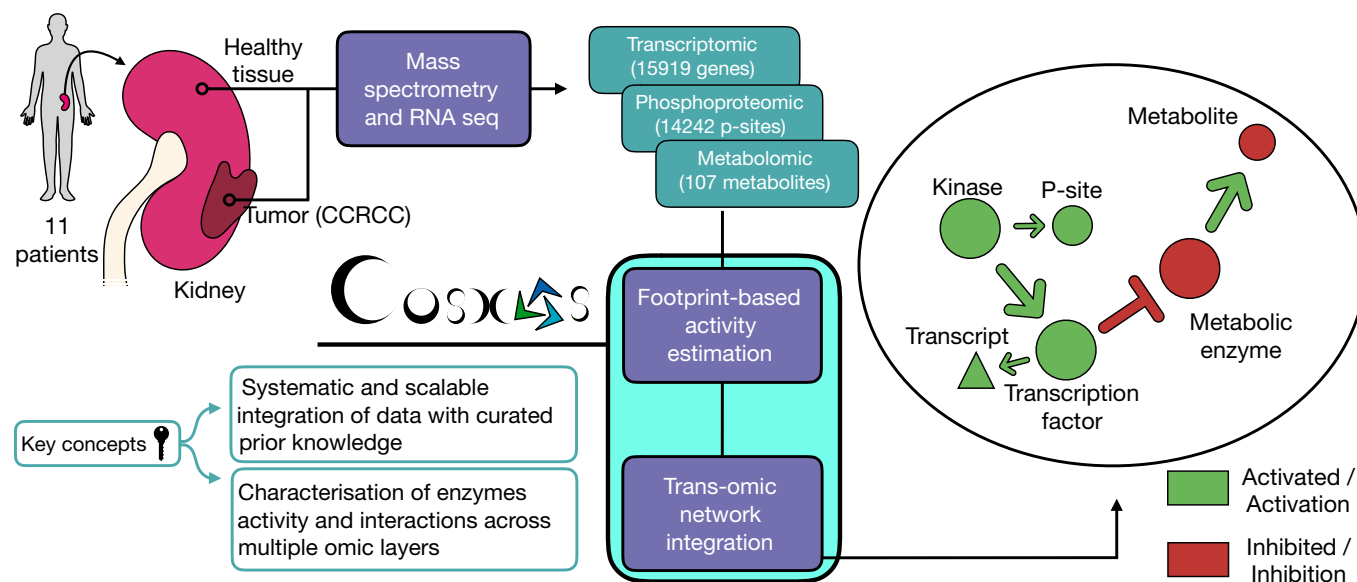 Healthy
tissue
11
patients
Tumor (CCRCC)
Kidney
Mass
spectrometry
and RNA seq
Transcriptomic
(15919 genes)
Phosphoproteomic
(14242 p-sites)
Metabolomic
(107 metabolites)
Cosmos
Footprint-based
activity
estimation
Trans-omic
network
integration
Key concepts
Systematic and scalable
integration of data with curated
prior knowledge
Characterisation of enzymes
activity and interactions across
multiple omic layers
Metabolite
Kinase
P-site
Transcript
Transcription
factor
Metabolic
enzyme
Activated /
Activation
Inhibited /
Inhibition